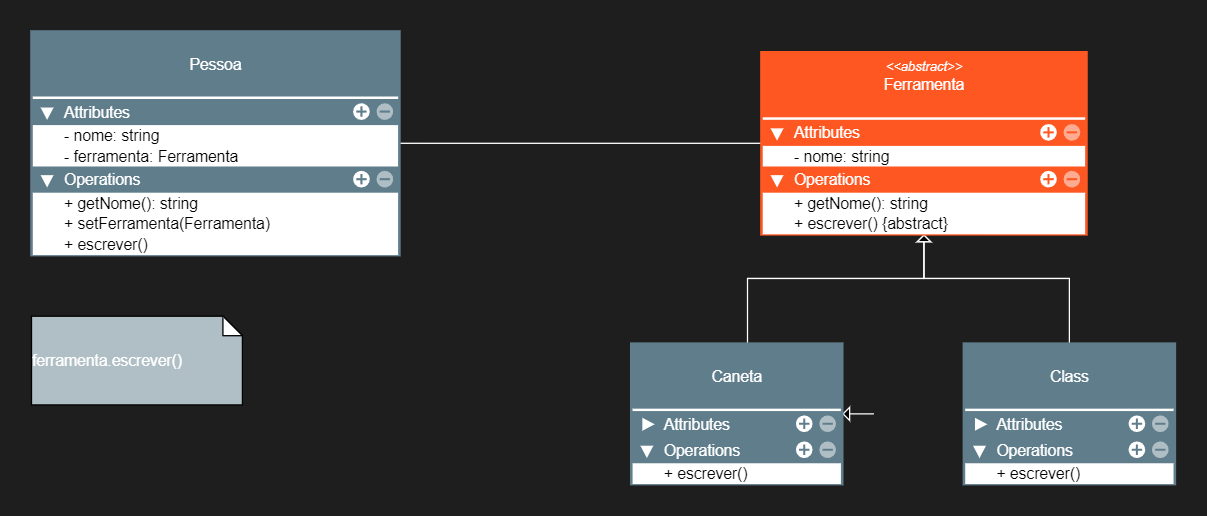 Pessoa
Attributes
- nome: string
- ferramenta: Ferramenta
Operations
+ getNome(): string
+ setFerramenta(Ferramenta)
+ escrever()
<<abstract>>
Ferramenta
Attributes
- nome: string
Operations
+ getNome(): string
+ escrever() {abstract}
ferramenta.escrever()
Caneta
Attributes
Operations
+ escrever()
Class
Attributes
Operations
+ escrever()